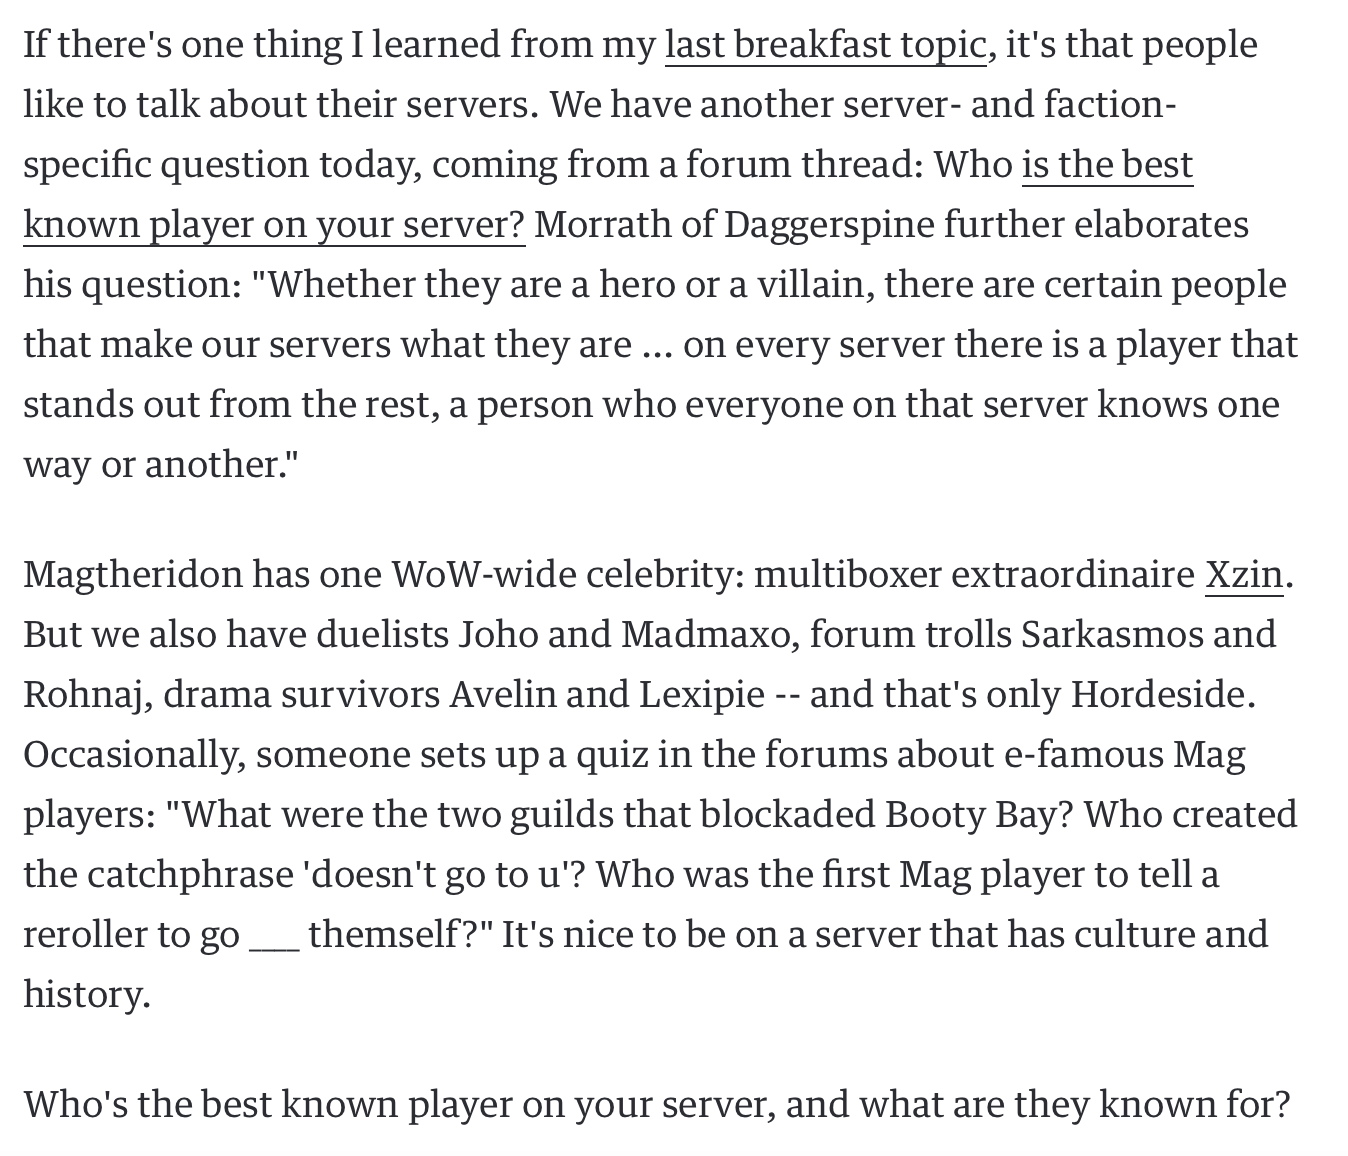 If there's one thing I learned from my last breakfast topic, it's that people
like to talk about their servers. We have another server- and faction-
specific question today, coming from a forum thread: Who is the best
known player on your server? Morrath of Daggerspine further elaborates
his question: "Whether they are a hero or a villain, there are certain people
that make our servers what they are ... on every server there is a player that
stands out from the rest, a person who everyone on that server knows one
way or another."
Magtheridon has one WoW-wide celebrity: multiboxer extraordinaire Xzin.
But we also have duelists Joho and Madmaxo, forum trolls Sarkasmos and
Rohnaj, drama survivors Avelin and Lexipie -- and that's only Hordeside.
Occasionally, someone sets up a quiz in the forums about e-famous Mag
players: "What were the two guilds that blockaded Booty Bay? Who created
the catchphrase 'doesn't go to u'? Who was the first Mag player to tell a
reroller to go ___ themself?" It's nice to be on a server that has culture and
history.
Who's the best known player on your server, and what are they known for?